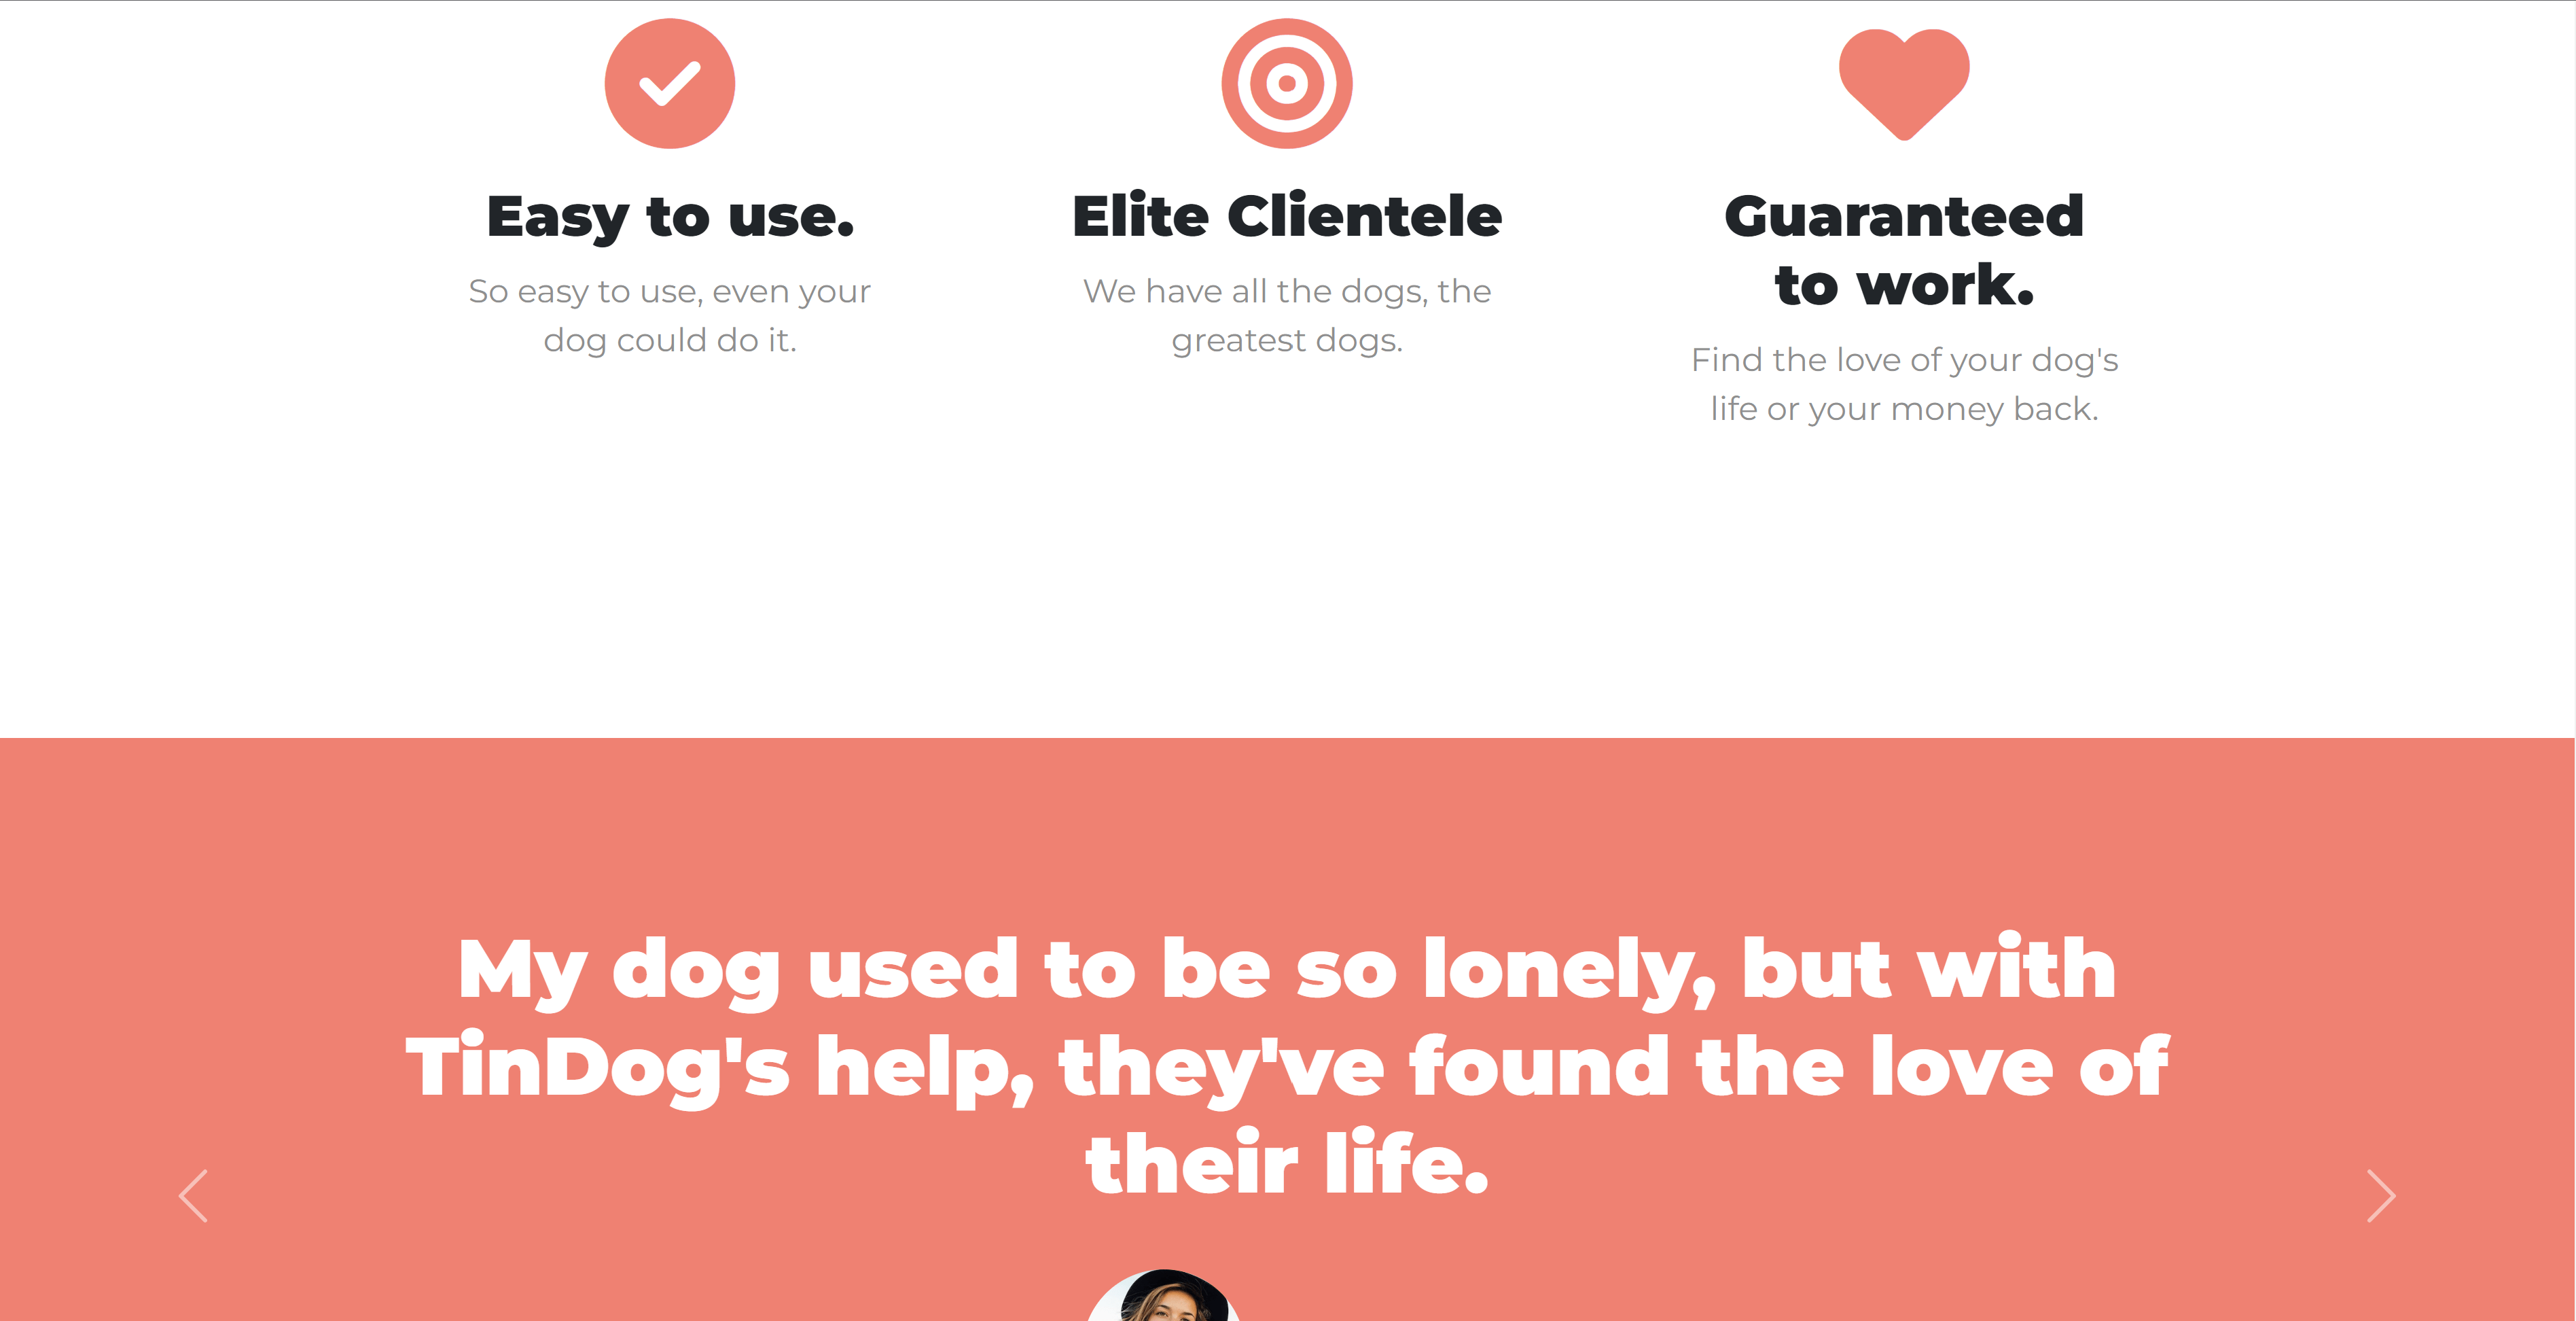 Easy to use.
So easy to use, even your
dog could do it.
Elite Clientele
We have all the dogs, the
greatest dogs.
Guaranteed
to work.
Find the love of your dog's
life or your money back.
My dog used to be so lonely, but with
TinDog's help, they've found the love of
their life.